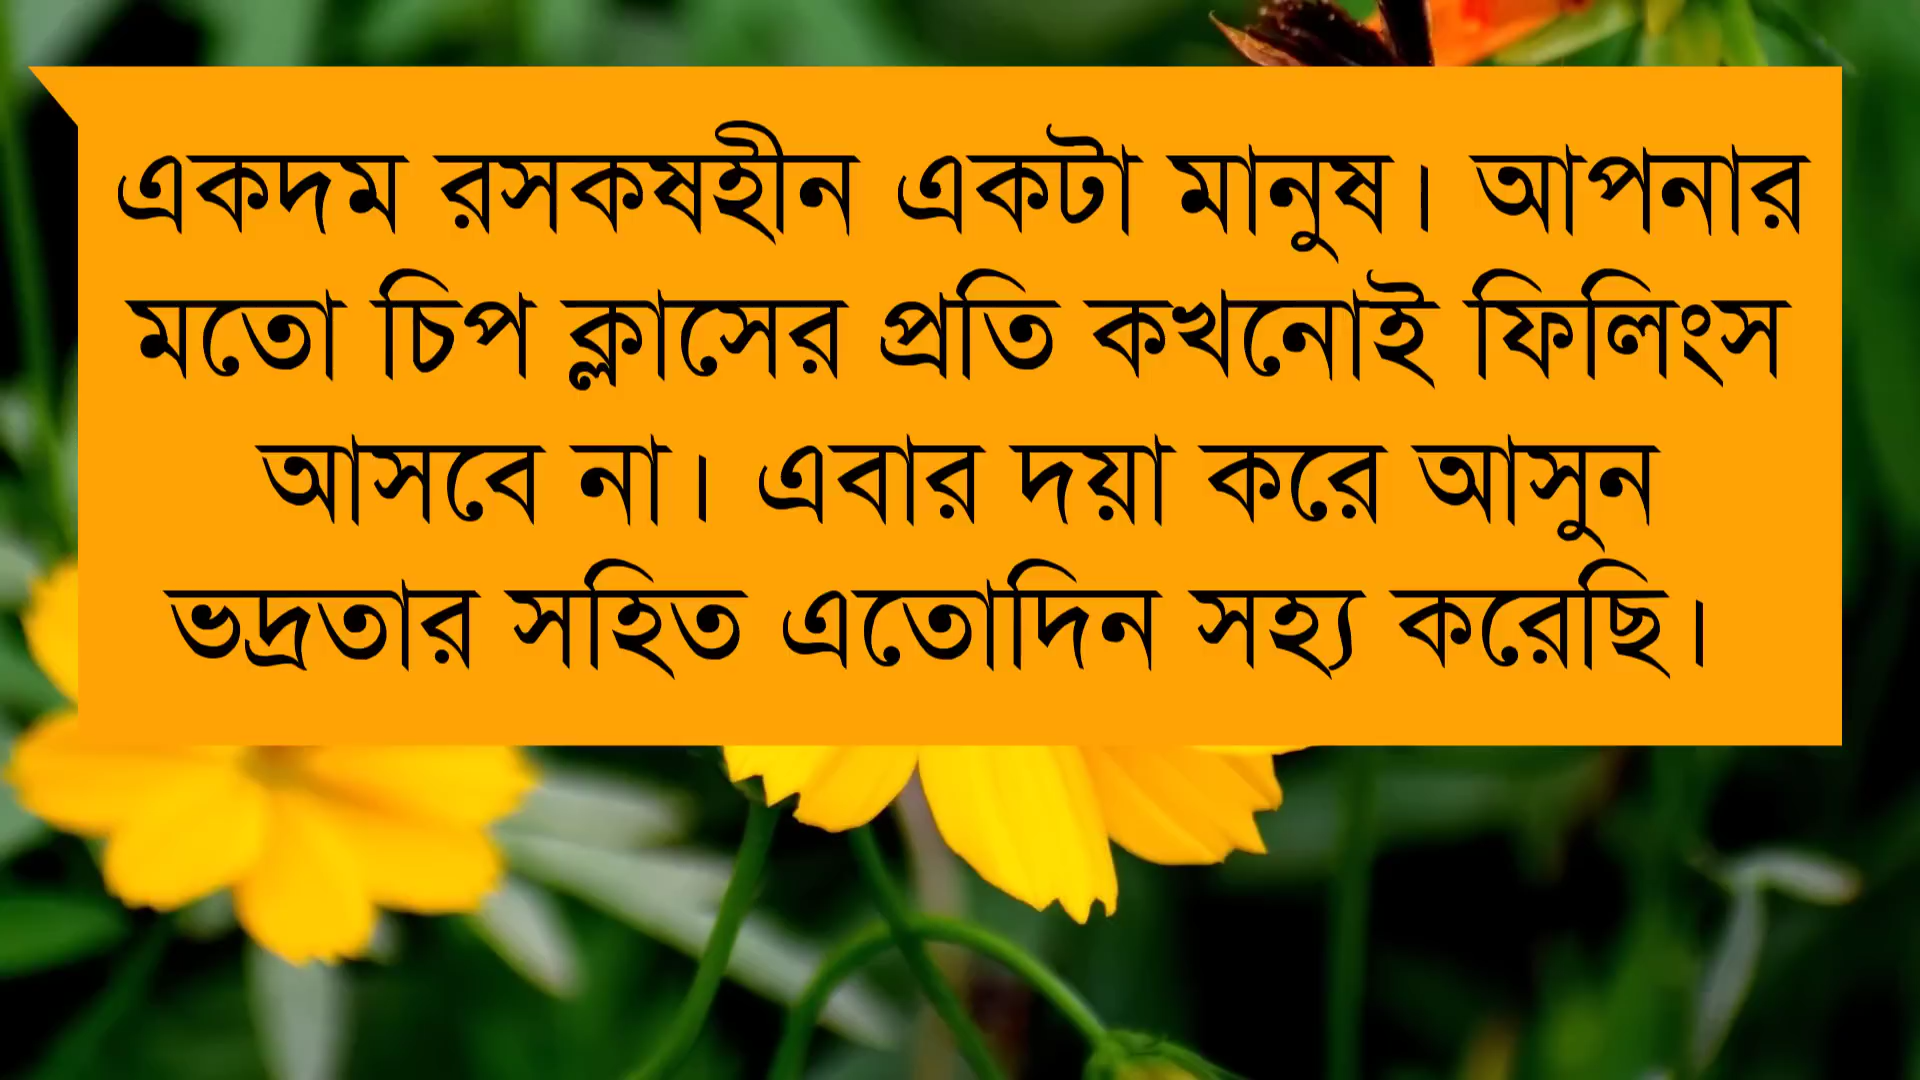 একদম রসকষহীন একটা মানুষ। আপনার
মতো চিপ ক্লাসের প্রতি কখনোই ফিলিংস
আসবে না। এবার দয়া করে আসুন
ভদ্রতার সহিত এতোদিন সহ্য করেছি।